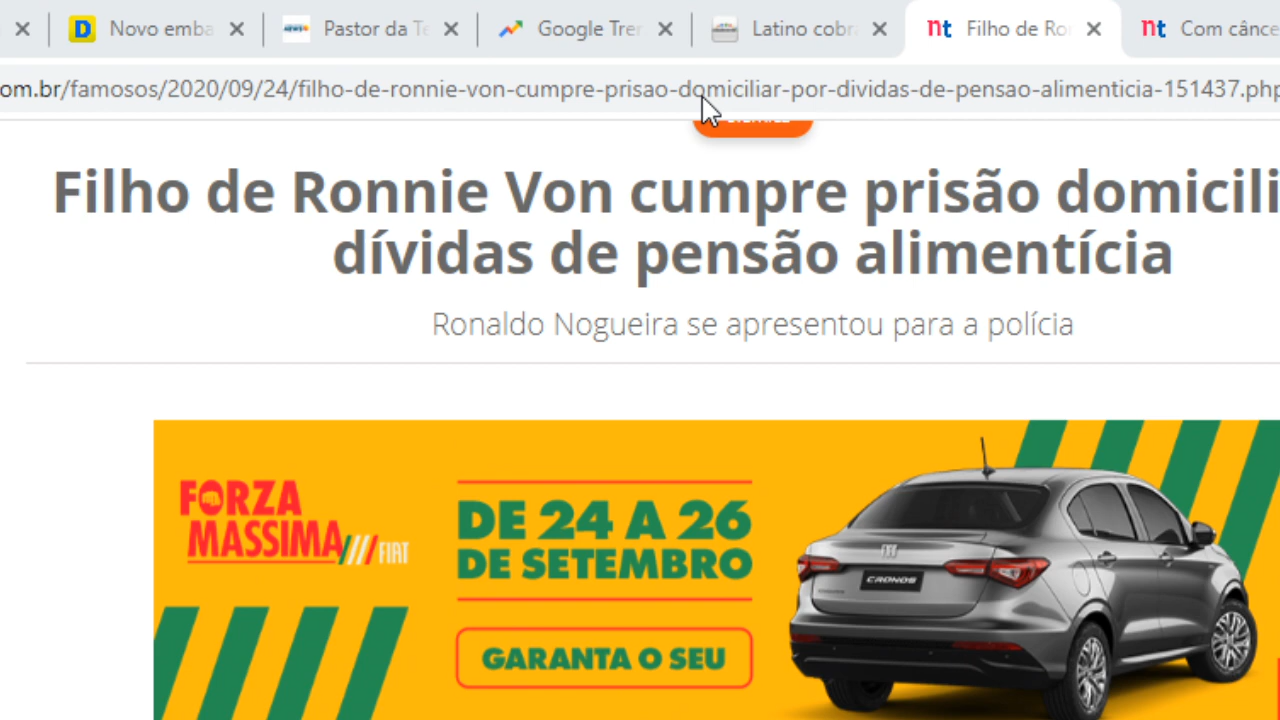 Novo emba
Pastor da Te
Google Tren
Latino cobr
Filho de Ro
Com cânce
om.br/famosos/2020/09/24/filho-de-ronnie-von-cumpre-prisao-domiciliar-por-dividas-de-pensao-alimenticia-151437.php
Filho de Ronnie Von cumpre prisão domicili
dívidas de pensão alimentícia
Ronaldo Nogueira se apresentou para a polícia
FORZA
MASSIMA
FIAT
DE 24 A 26
DE SETEMBRO
GARANTA O SEU
CRONOS